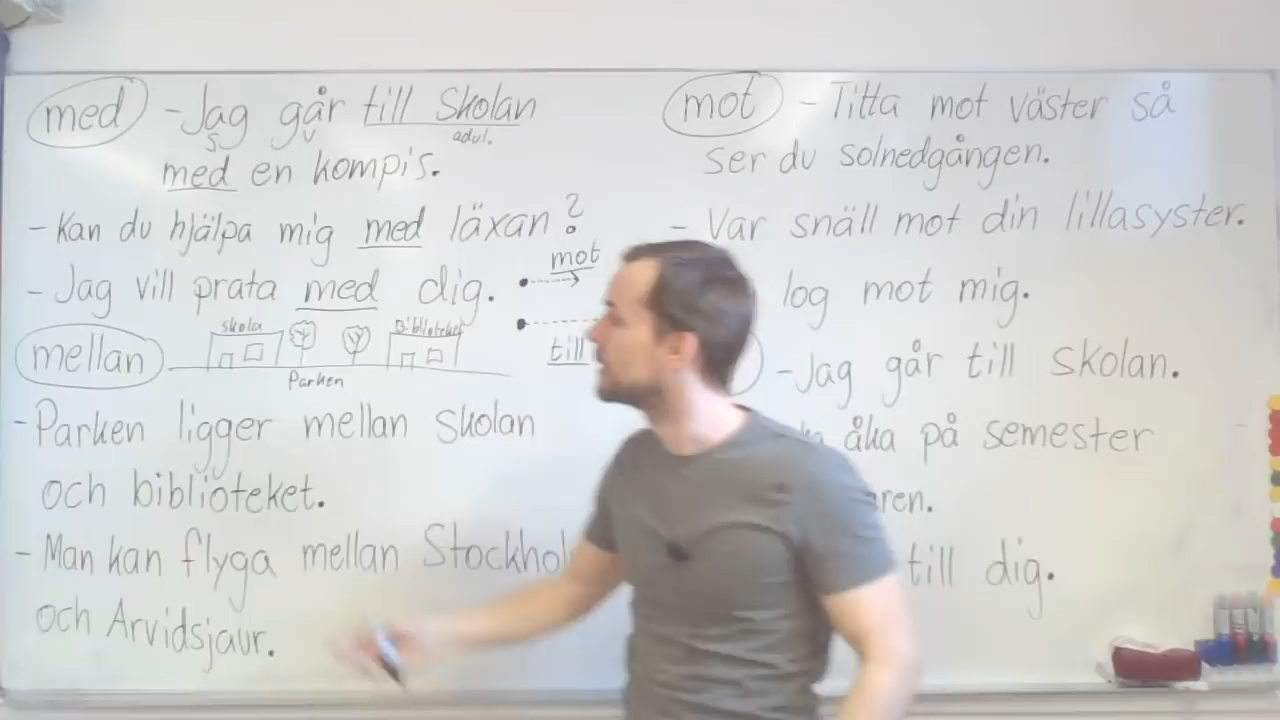 med - Jag går till skolan
s v advl.
med en kompis.
- Kan du hjälpa mig med läxan?
- Jag vill prata med dig.
mot
till
mellan
skola
Bibliotek
Parken
- Parken ligger mellan skolan
och biblioteket.
- Man kan flyga mellan
och Arvidsjaur.
mot - Titta mot väster så
ser du solnedgången.
- Var snäll mot din lillasyster.
log mot mig.
- Jag går till skolan.
åka på semester
till dig.